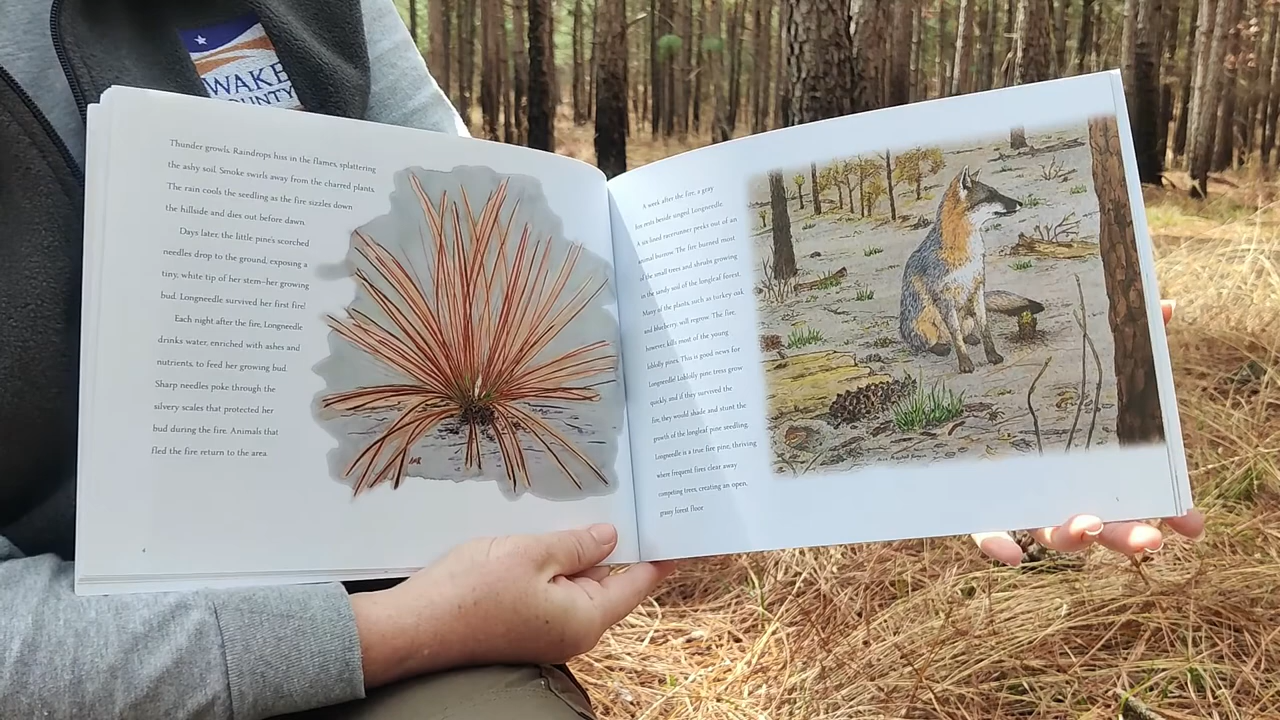 WAKE
COUNTY
Thunder growls. Raindrops hiss in the flames, splattering
the ashy soil. Smoke swirls away from the charred plants.
The rain cools the seedling as the fire sizzles down
the hillside and dies out before dawn.
Days later, the little pine's scorched
needles drop to the ground, exposing a
tiny, white tip of her stem–her growing
bud. Longneedle survived her first fire!
Each night after the fire, Longneedle
drinks water, enriched with ashes and
nutrients, to feed her growing bud.
Sharp needles poke through the
silvery scales that protected her
bud during the fire. Animals that
fled the fire return to the area.
A week after the fire, a gray
fox rests beside singed Longneedle.
A six-lined racerunner peeks out of an
animal burrow. The fire burned most
of the small trees and shrubs growing
in the sandy soil of the longleaf forest.
Many of the plants, such as turkey oak
and blueberry, will regrow. The fire,
however, kills most of the young
loblolly pines. This is good news for
Longneedle! Loblolly pine trees grow
quickly, and if they survived the
fire, they would shade and stunt the
growth of the longleaf pine seedling.
Longneedle is a true fire pine, thriving
where frequent fires clear away
competing trees, creating an open,
grassy forest floor.